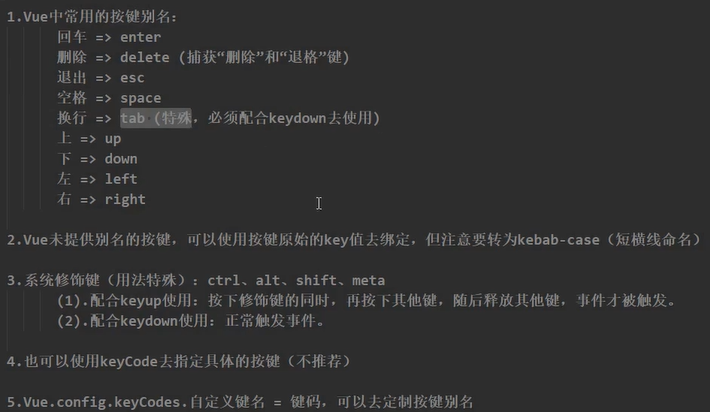 1.Vue中常用的按键别名：
回车 => enter
删除 => delete (捕获“删除”和“退格”键)
退出 => esc
空格 => space
换行 => tab (特殊，必须配合keydown去使用)
上 => up
下 => down
左 => left
右 => right
2.Vue未提供别名的按键，可以使用按键原始的key值去绑定，但注意要转为kebab-case（短横线命名）
3.系统修饰键（用法特殊）：ctrl、alt、shift、meta
(1).配合keyup使用：按下修饰键的同时，再按下其他键，随后释放其他键，事件才被触发。
(2).配合keydown使用：正常触发事件。
4.也可以使用keyCode去指定具体的按键（不推荐）
5.Vue.config.keyCodes.自定义键名 = 键码，可以去定制按键别名